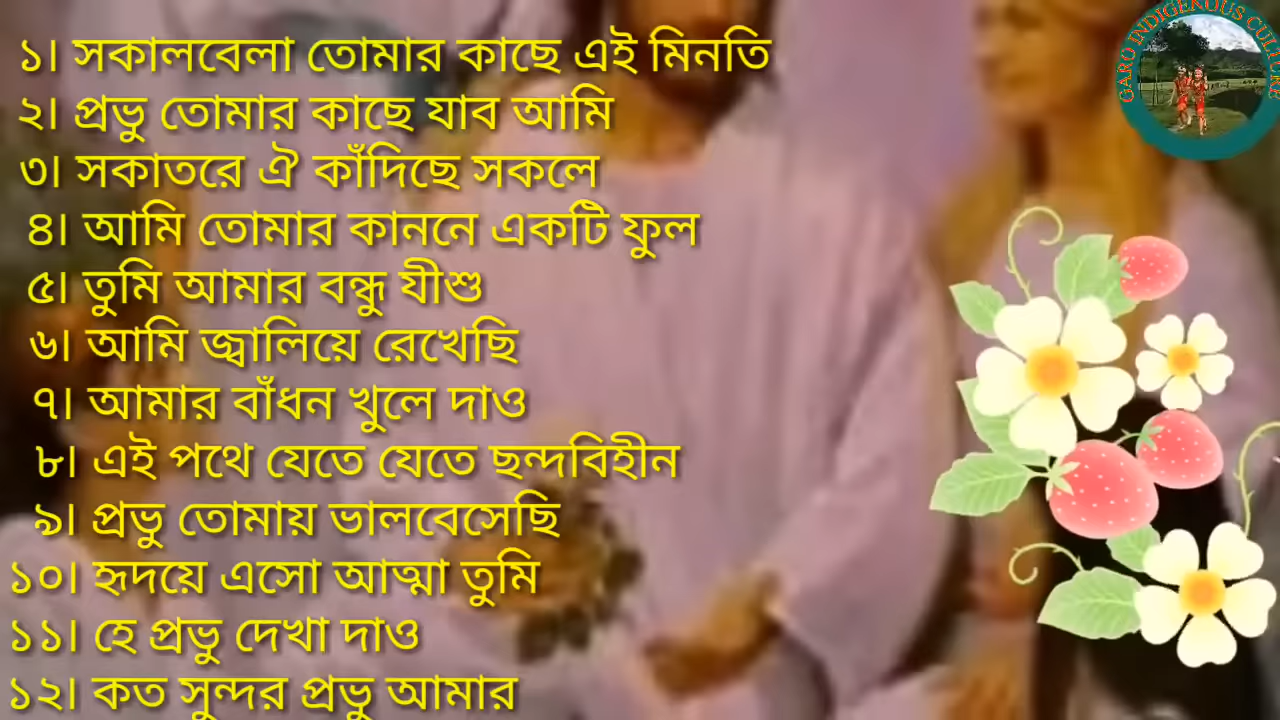 ১। সকালবেলা তোমার কাছে এই মিনতি
২। প্রভু তোমার কাছে যাব আমি
৩। সকাতরে ঐ কাঁদিছে সকলে
৪। আমি তোমার কাননে একটি ফুল
৫। তুমি আমার বন্ধু যীশু
৬। আমি জ্বালিয়ে রেখেছি
৭। আমার বাঁধন খুলে দাও
৮। এই পথে যেতে যেতে ছন্দবিহীন
৯। প্রভু তোমায় ভালবেসেছি
১০। হৃদয়ে এসো আত্মা তুমি
১১। হে প্রভু দেখা দাও
১২। কত সুন্দর প্রভু আমার
GARO INDIGENOUS CULTURE